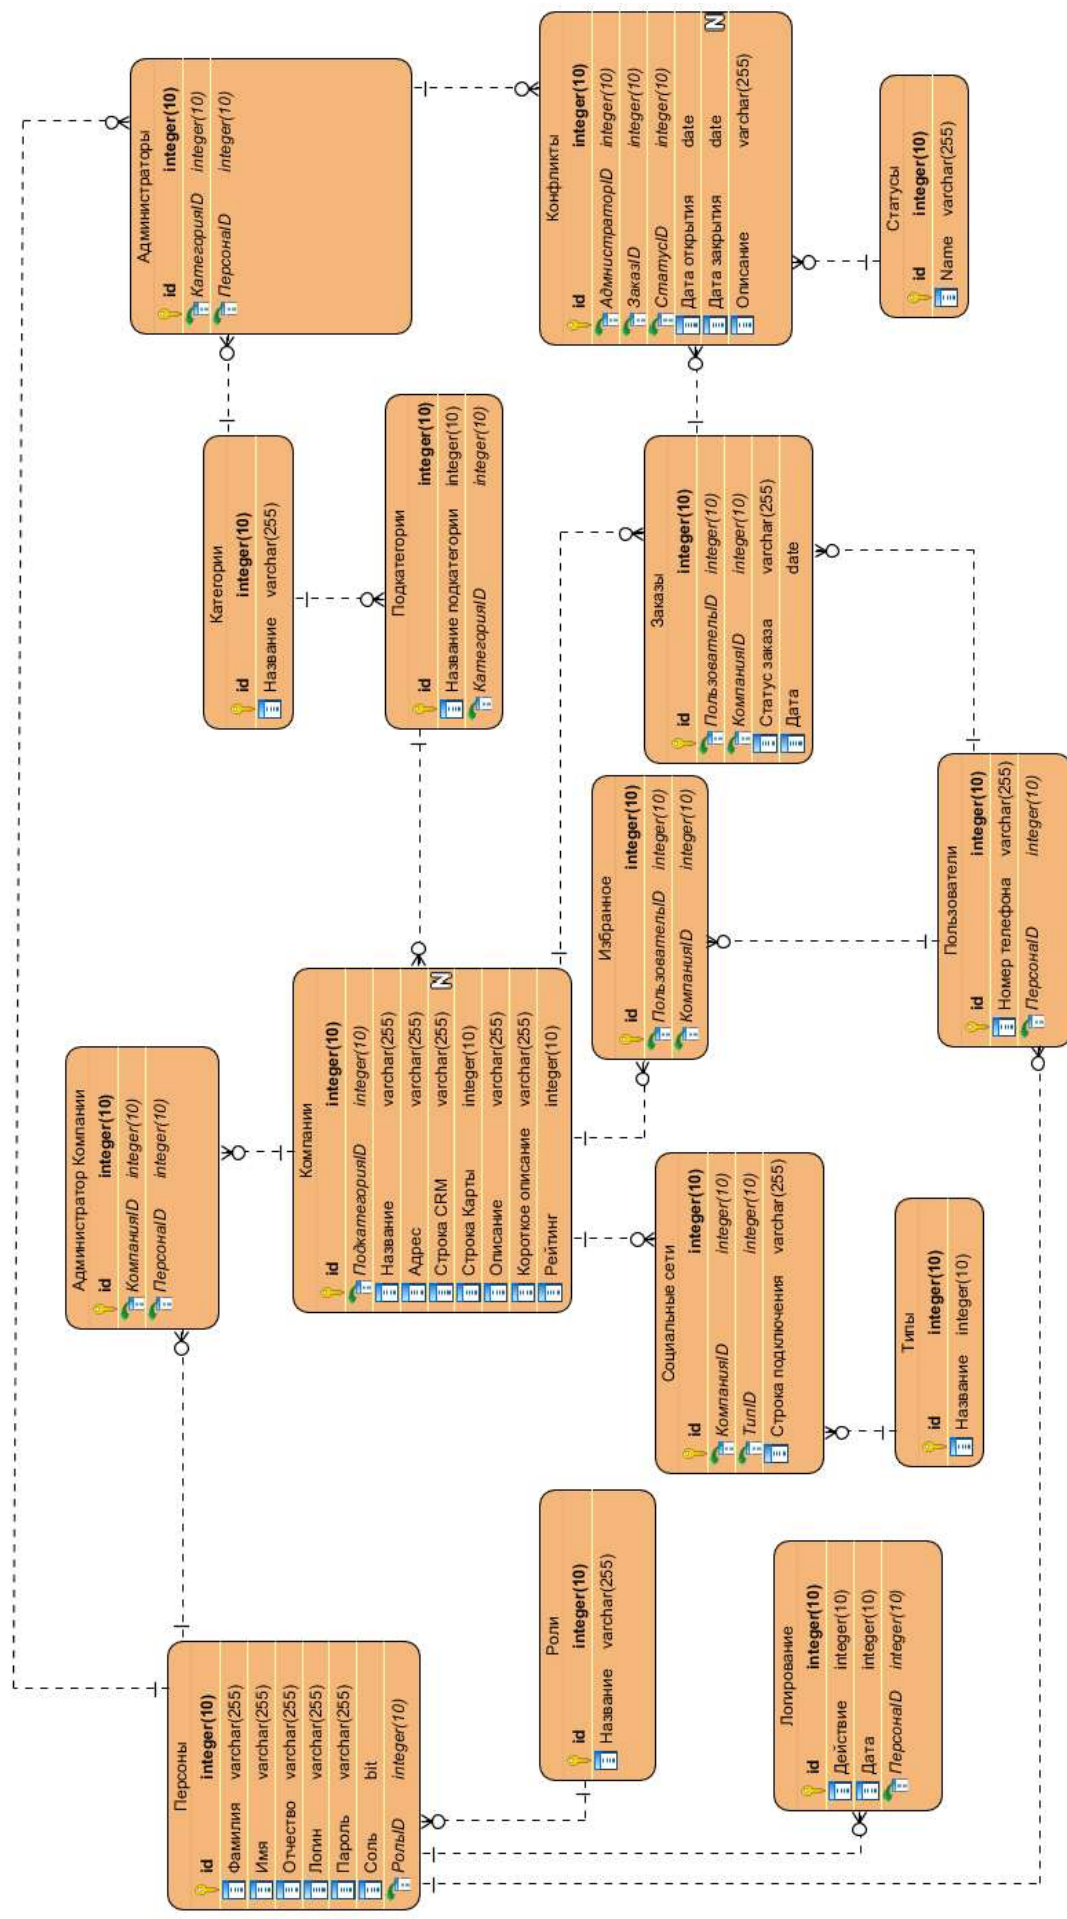 Персоны
id integer(10)
Фамилия varchar(255)
Имя varchar(255)
Отчество varchar(255)
Логин varchar(255)
Пароль varchar(255)
Соль bit
РольID integer(10)
Администратор Компании
id integer(10)
КомпанияID integer(10)
ПерсонаID integer(10)
Администраторы
id integer(10)
КатегорияID integer(10)
ПерсонаID integer(10)
Категории
id integer(10)
Название varchar(255)
Подкатегории
id integer(10)
Название подкатегории integer(10)
КатегорияID integer(10)
Компании
id integer(10)
ПодкатегорияID integer(10)
Название varchar(255)
Адрес varchar(255)
Строка CRM varchar(255) N
Строка Карты integer(10)
Описание varchar(255)
Короткое описание varchar(255)
Рейтинг integer(10)
Конфликты
id integer(10)
АдмнистраторID integer(10)
ЗаказID integer(10)
СтатусID integer(10)
Дата открытия date
Дата закрытия date N
Описание varchar(255)
Роли
id integer(10)
Название varchar(255)
Социальные сети
id integer(10)
КомпанияID integer(10)
ТипID integer(10)
Строка подключения varchar(255)
Избранное
id integer(10)
ПользовательID integer(10)
КомпанияID integer(10)
Заказы
id integer(10)
ПользовательID integer(10)
КомпанияID integer(10)
Статус заказа varchar(255)
Дата date
Логирование
id integer(10)
Действие integer(10)
Дата integer(10)
ПерсонаID integer(10)
Типы
id integer(10)
Название integer(10)
Пользователи
id integer(10)
Номер телефона varchar(255)
ПерсонаID integer(10)
Статусы
id integer(10)
Name varchar(255)